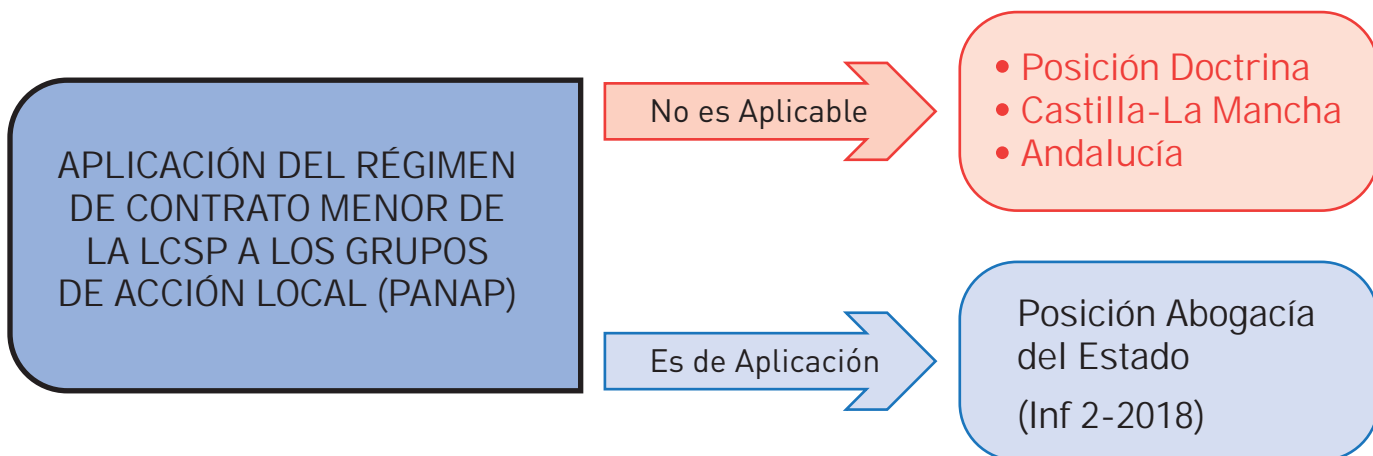 APLICACIÓN DEL RÉGIMEN
DE CONTRATO MENOR DE
LA LCSP A LOS GRUPOS
DE ACCIÓN LOCAL (PANAP)
No es Aplicable
• Posición Doctrina
• Castilla-La Mancha
• Andalucía
Es de Aplicación
Posición Abogacía
del Estado
(Inf 2-2018)